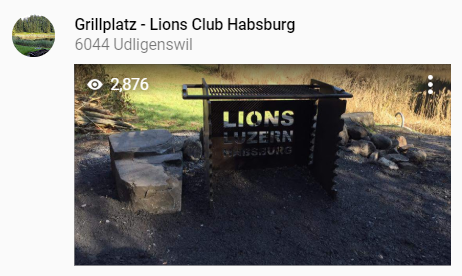 Grillplatz - Lions Club Habsburg
6044 Udligenswil
2,876
LIONS
LUZERN
HABSBURG